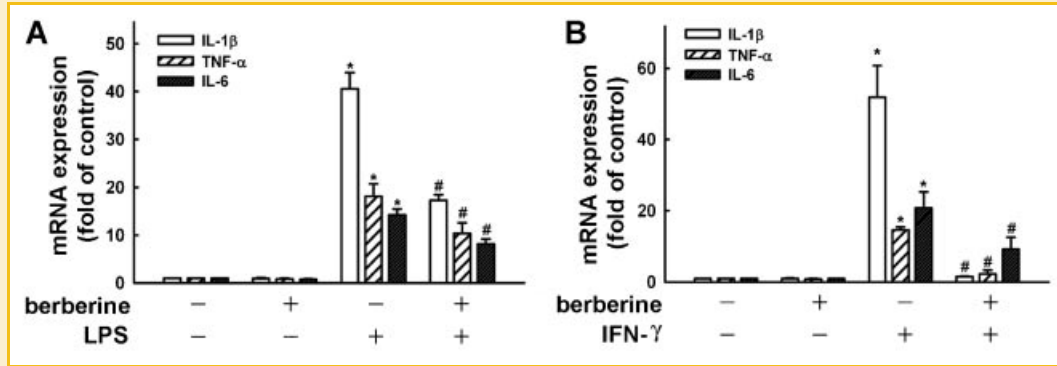 A
IL-1β
TNF-α
IL-6
mRNA expression
(fold of control)
50
40
30
20
10
0
*
*
*
#
#
#
berberine − + − +
LPS − − + +
B
IL-1β
TNF-α
IL-6
mRNA expression
(fold of control)
60
40
20
0
*
*
*
#
#
#
berberine − + − +
IFN-γ − − + +